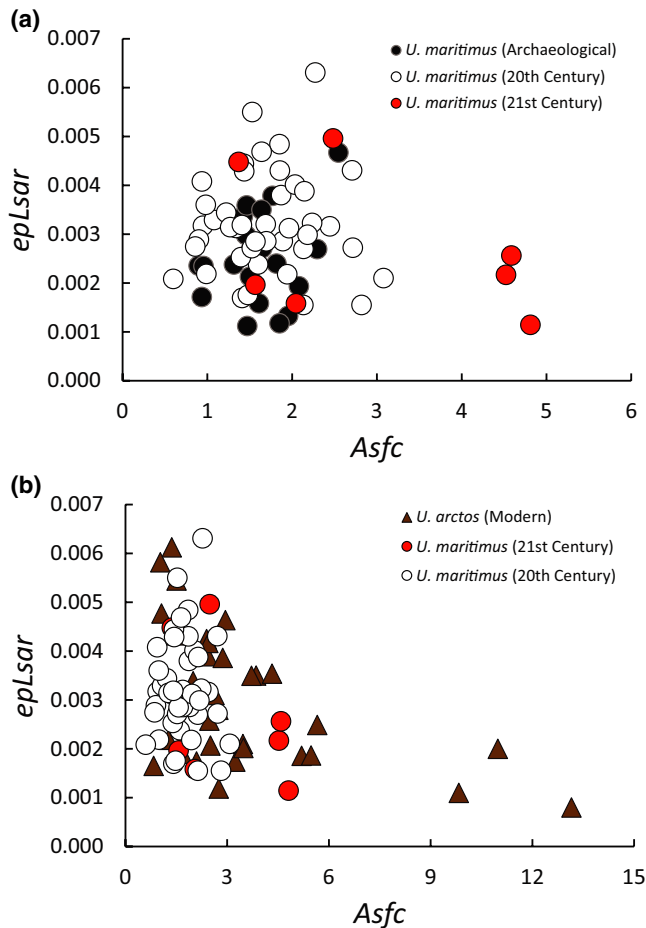 (a)
0.007
0.006
0.005
0.004
0.003
0.002
0.001
0.000
epLsar
U. maritimus (Archaeological)
U. maritimus (20th Century)
U. maritimus (21st Century)
0 1 2 3 4 5 6
Asfc
(b)
0.007
0.006
0.005
0.004
0.003
0.002
0.001
0.000
epLsar
U. arctos (Modern)
U. maritimus (21st Century)
U. maritimus (20th Century)
0 3 6 9 12 15
Asfc